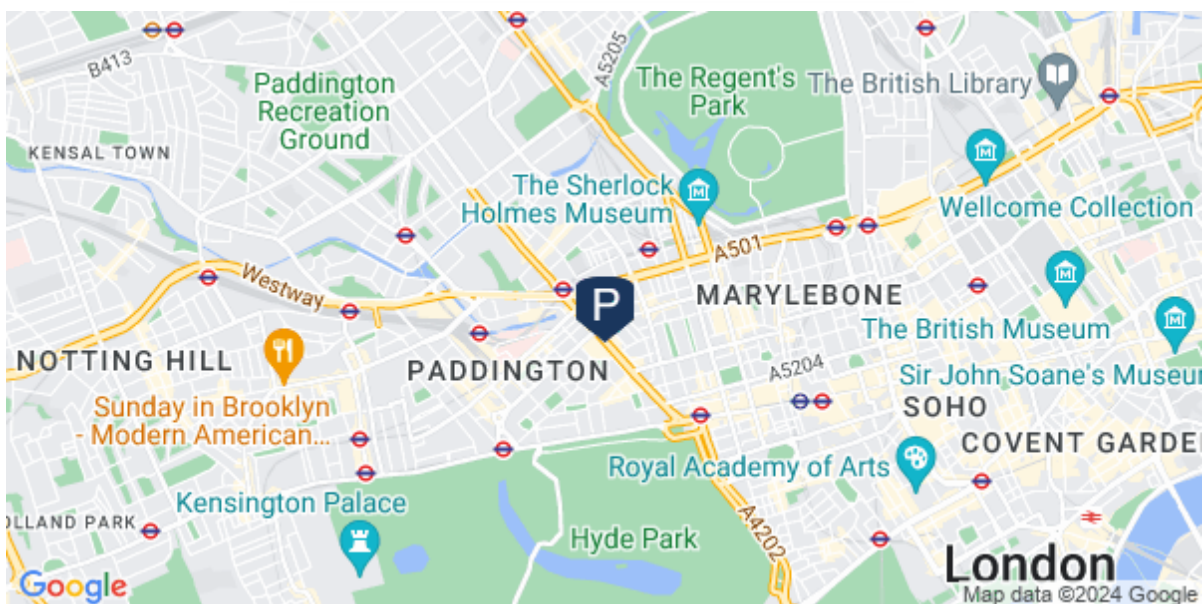 B413
A5205
Paddington
Recreation
Ground
The Regent's
Park
The British Library
KENSAL TOWN
The Sherlock
Holmes Museum
Wellcome Collection
A501
Westway
MARYLEBONE
The British Museum
NOTTING HILL
PADDINGTON
P
A5204
Sir John Soane's Museu
Sunday in Brooklyn
- Modern American...
SOHO
COVENT GARDE
Royal Academy of Arts
Kensington Palace
OLLAND PARK
Hyde Park
A4202
London
Google
Map data ©2024 Google